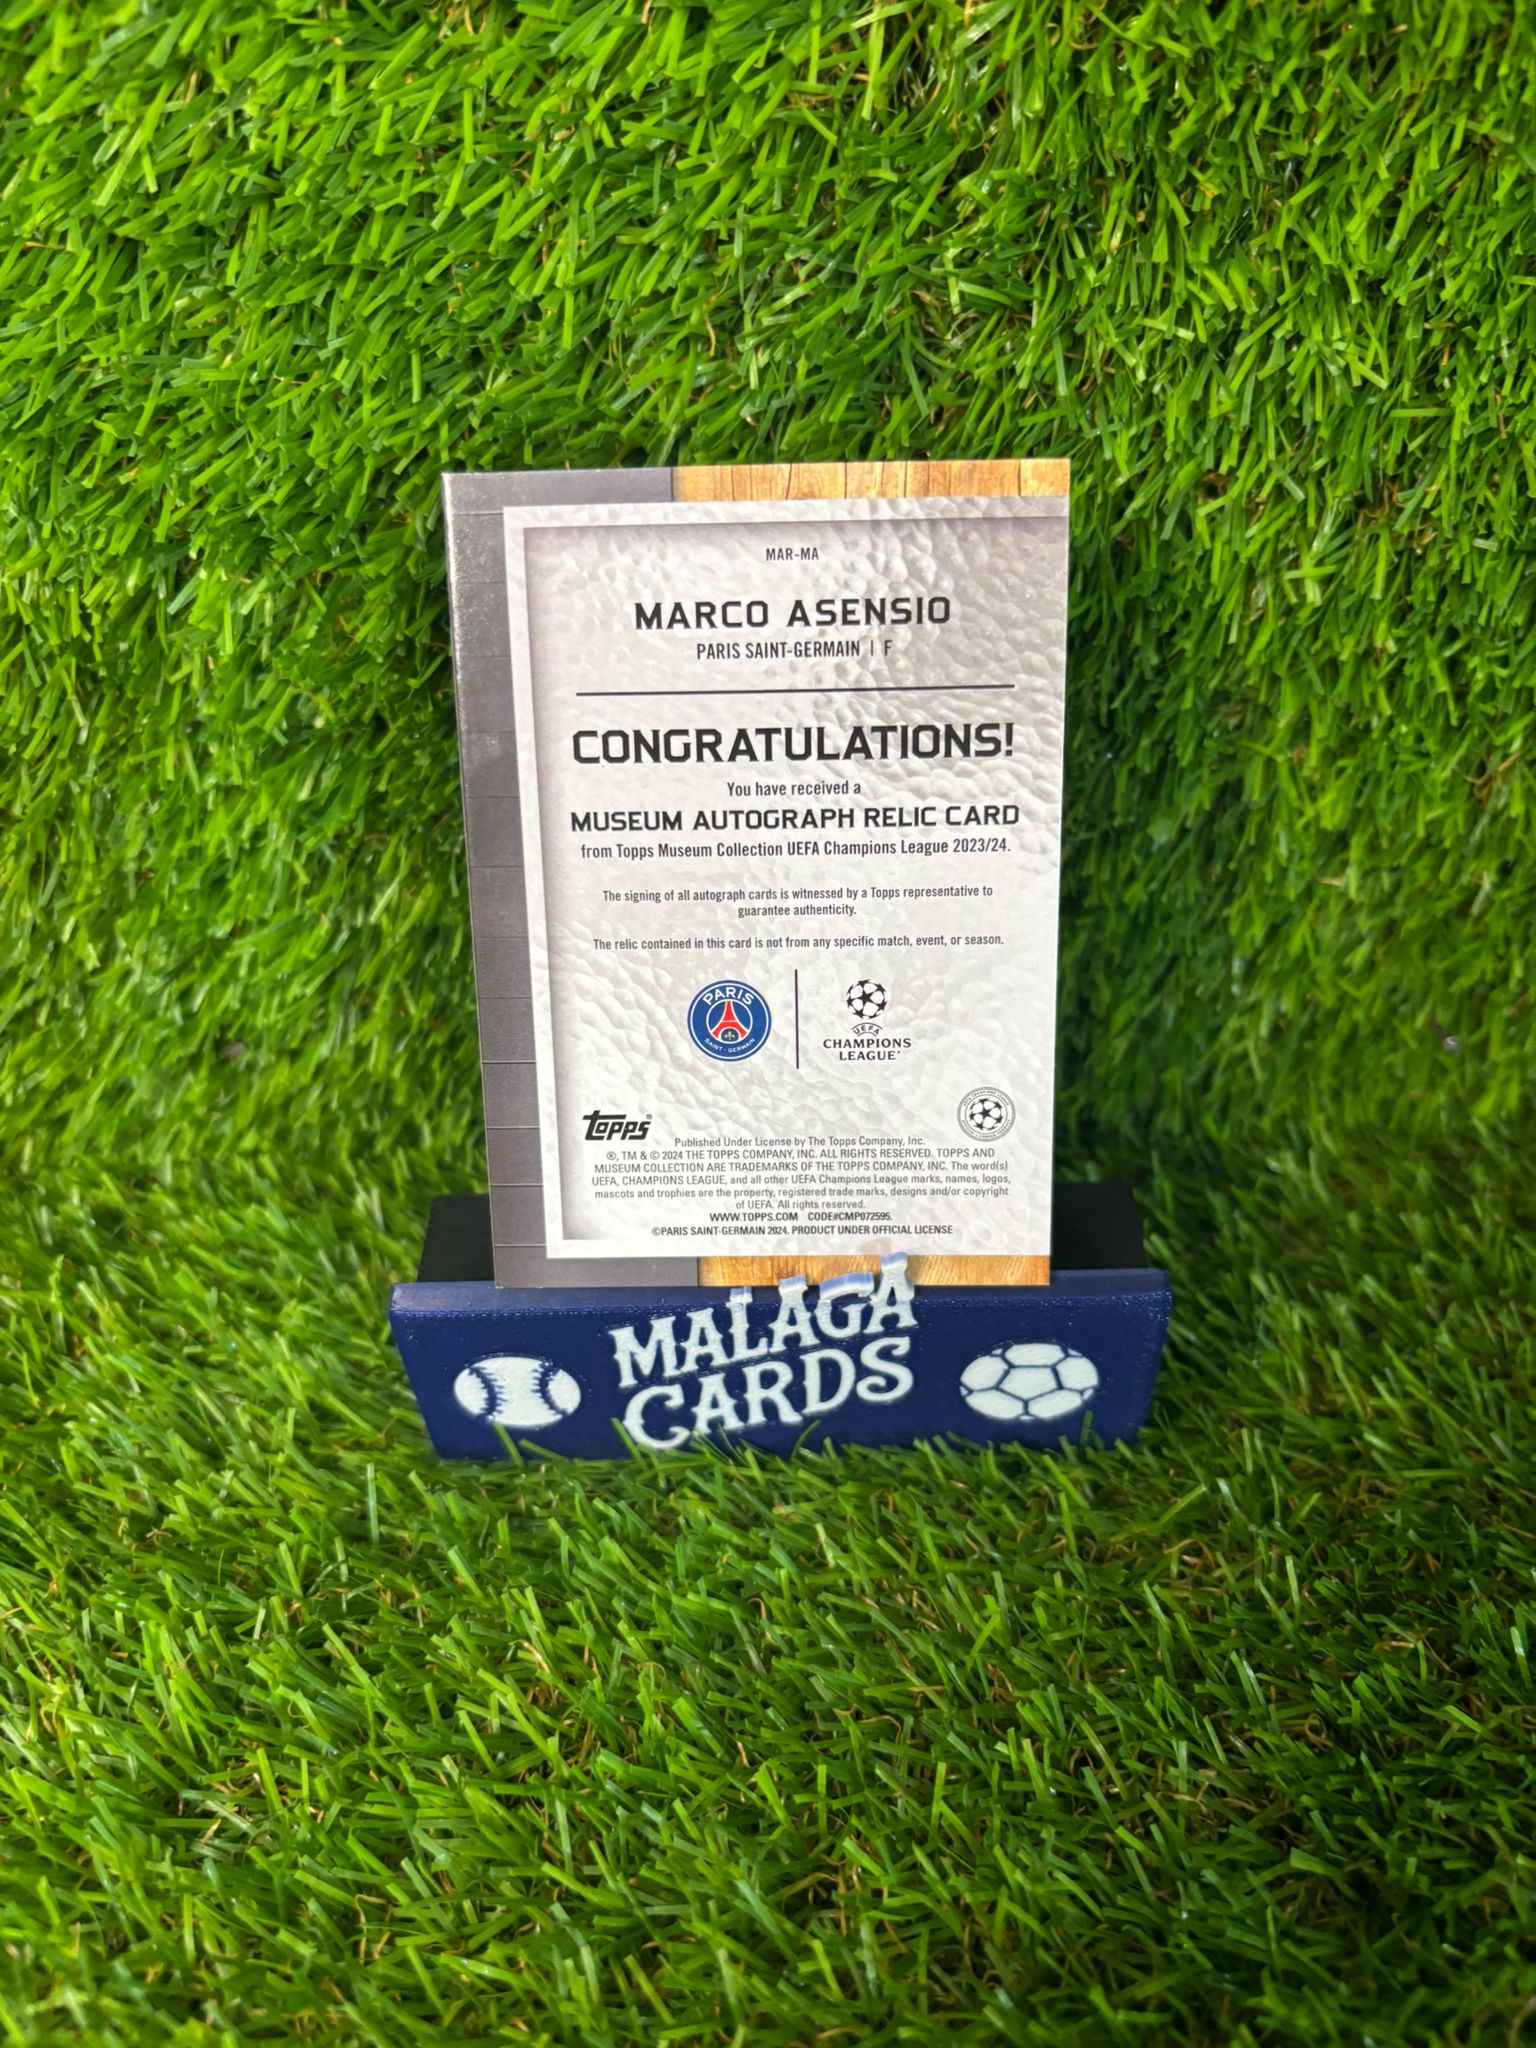 MAR-MA
MARCO ASENSIO
PARIS SAINT-GERMAIN | F
CONGRATULATIONS!
You have received a
MUSEUM AUTOGRAPH RELIC CARD
from Topps Museum Collection UEFA Champions League 2023/24.
The signing of all autograph cards is witnessed by a Topps representative to
guarantee authenticity.
The relic contained in this card is not from any specific match, event, or season.
PARIS
SAINT-GERMAIN
UEFA
CHAMPIONS
LEAGUE®
Topps®
Published Under License by The Topps Company, Inc.
®, TM & © 2024 THE TOPPS COMPANY, INC. ALL RIGHTS RESERVED. TOPPS AND
MUSEUM COLLECTION ARE TRADEMARKS OF THE TOPPS COMPANY, INC. The word(s)
UEFA, CHAMPIONS LEAGUE, and all other UEFA Champions League marks, names, logos,
mascots and trophies are the property, registered trade marks, designs and/or copyright
of UEFA. All rights reserved.
WWW.TOPPS.COM CODE#CMP072595.
©PARIS SAINT-GERMAIN 2024. PRODUCT UNDER OFFICIAL LICENSE
MALAGA
CARDS